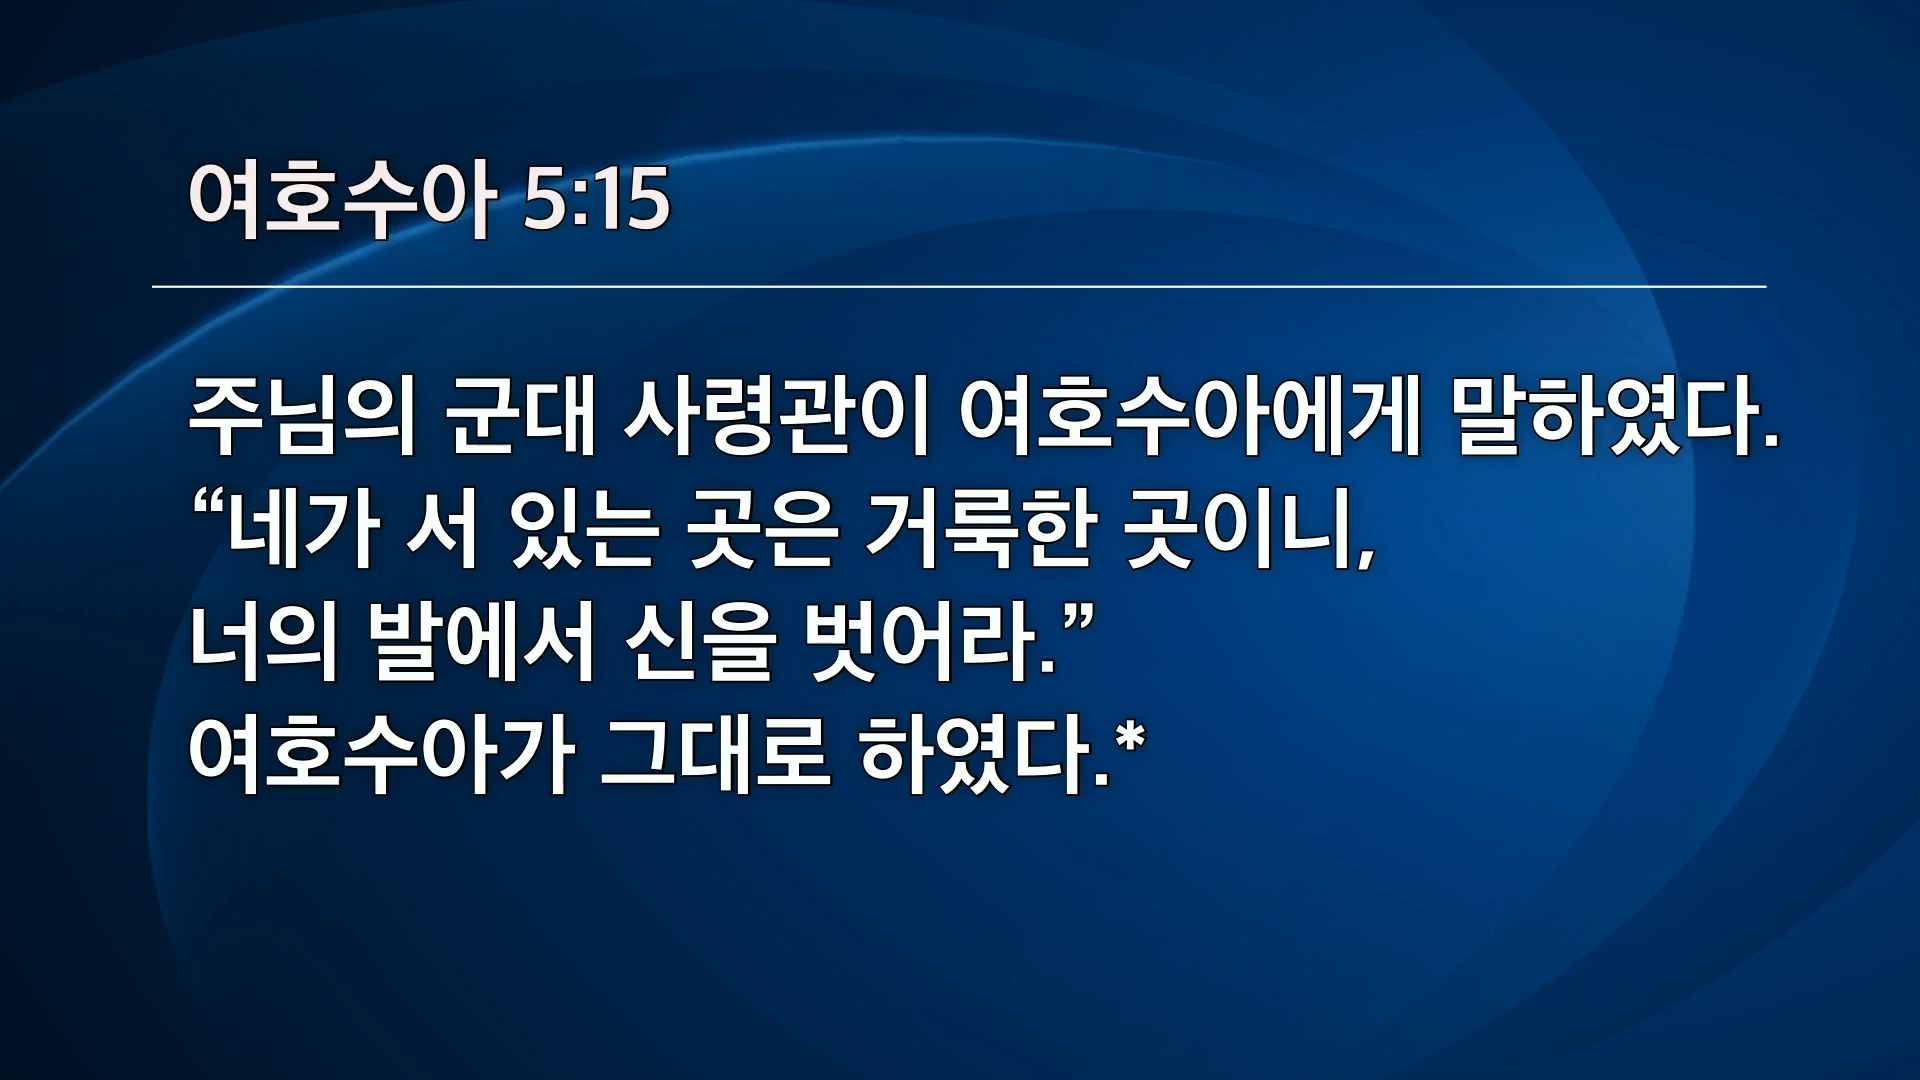 여호수아 5:15
주님의 군대 사령관이 여호수아에게 말하였다.
“네가 서 있는 곳은 거룩한 곳이니,
너의 발에서 신을 벗어라.”
여호수아가 그대로 하였다.*